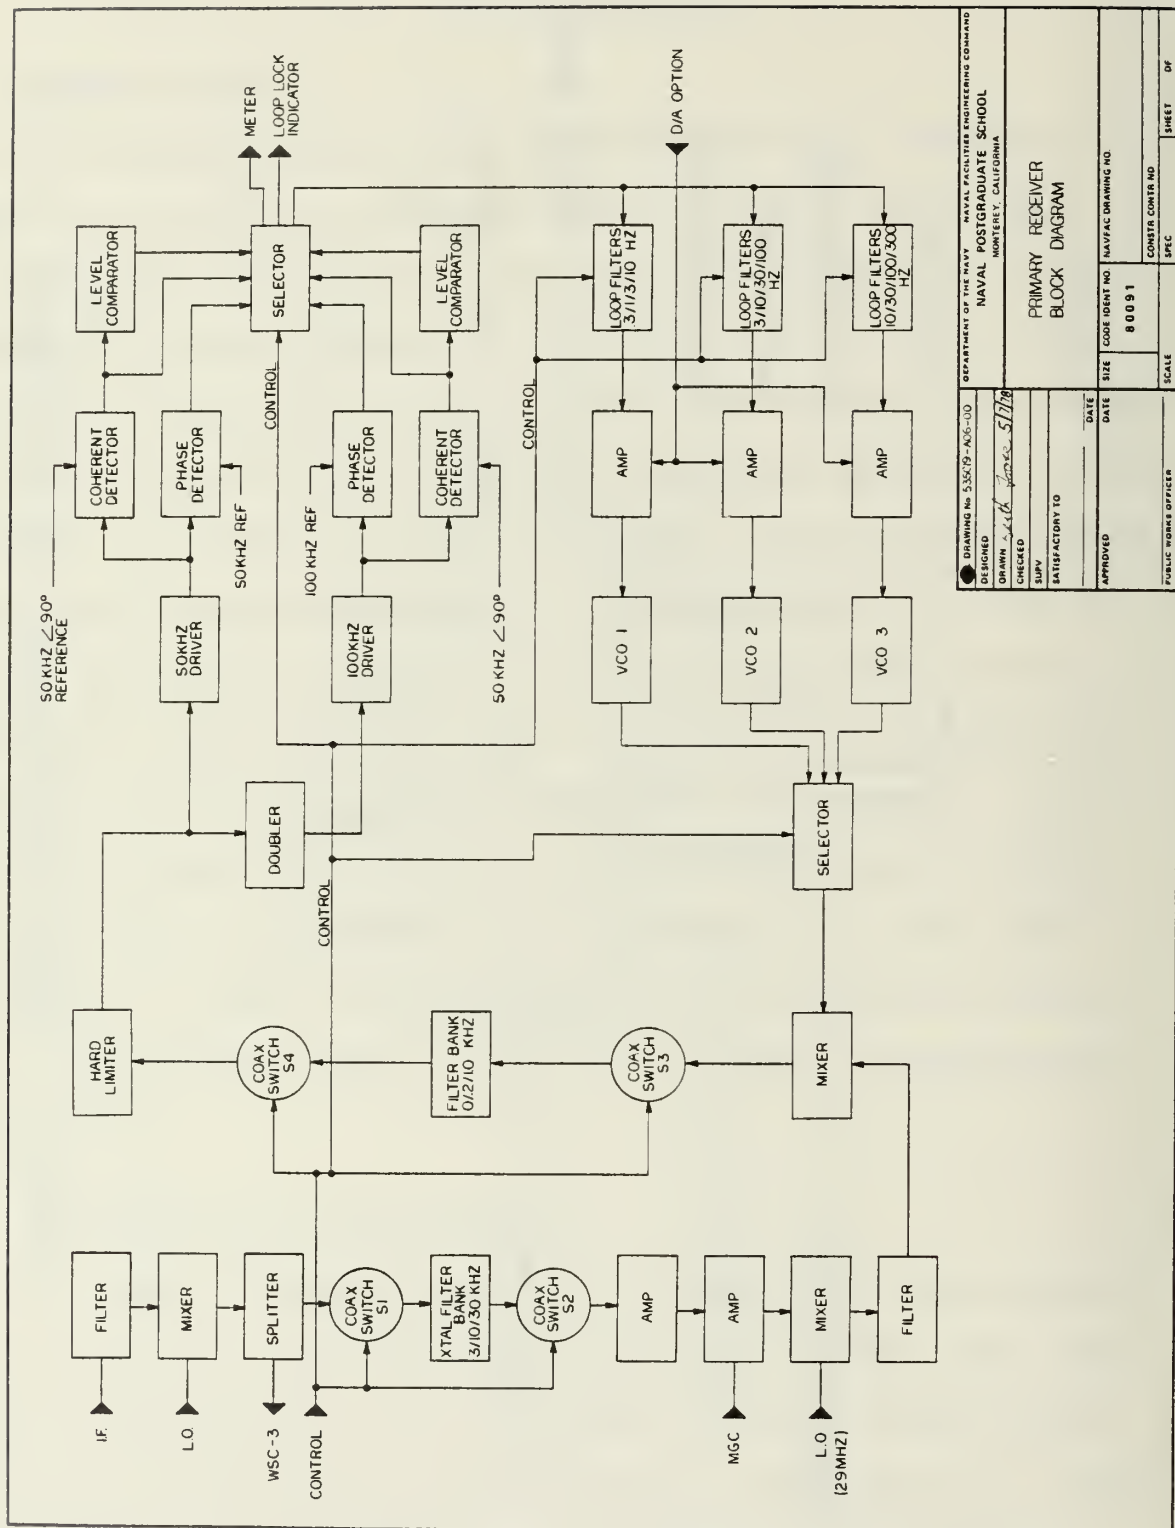 I.F.
FILTER
L.O.
MIXER
WSC-3
SPLITTER
CONTROL
COAX
SWITCH
S1
XTAL FILTER
BANK
3/10/30 KHZ
COAX
SWITCH
S2
AMP
MGC
AMP
L.O
(29MHZ)
MIXER
FILTER
HARD
LIMITER
COAX
SWITCH
S4
FILTER BANK
0/.2/10 KHZ
COAX
SWITCH
S3
MIXER
CONTROL
DOUBLER
SELECTOR
50 KHZ ∠90°
REFERENCE
50KHZ
DRIVER
COHERENT
DETECTOR
LEVEL
COMPARATOR
PHASE
DETECTOR
50KHZ REF
CONTROL
SELECTOR
METER
LOOP LOCK
INDICATOR
100KHZ REF
100KHZ
DRIVER
PHASE
DETECTOR
COHERENT
DETECTOR
LEVEL
COMPARATOR
50 KHZ ∠90°
CONTROL
D/A OPTION
VCO 1
AMP
LOOP FILTERS
.3/1/3/10 HZ
VCO 2
AMP
LOOP FILTERS
3/10/30/100
HZ
VCO 3
AMP
LOOP FILTERS
10/30/100/300
HZ
DRAWING No 535C19-A06-00
DESIGNED
DRAWN 5/7/78
CHECKED
SUPV
SATISFACTORY TO
DATE
APPROVED
DATE
PUBLIC WORKS OFFICER
DEPARTMENT OF THE NAVY NAVAL FACILITIES ENGINEERING COMMAND
NAVAL POSTGRADUATE SCHOOL
MONTEREY, CALIFORNIA
PRIMARY RECEIVER
BLOCK DIAGRAM
SIZE
CODE IDENT NO.
80091
NAVFAC DRAWING NO.
CONSTR CONTR NO
SCALE
SPEC
SHEET OF